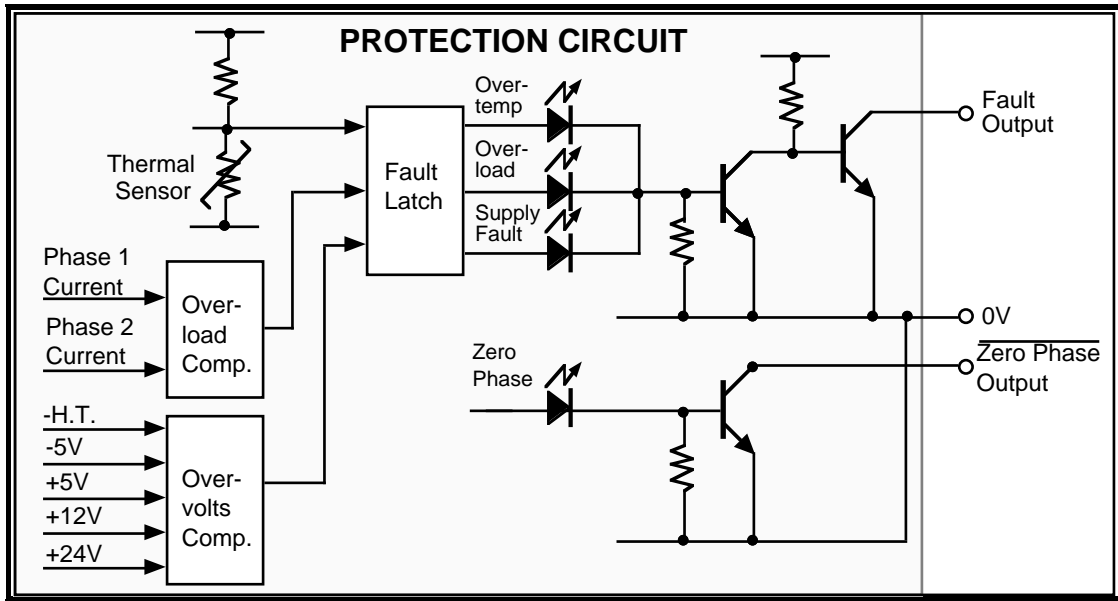 PROTECTION CIRCUIT
Over-
temp
Over-
load
Supply
Fault
Fault
Latch
Thermal
Sensor
Fault
Output
Phase 1
Current
Phase 2
Current
Over-
load
Comp.
0V
Zero Phase
Output
Zero
Phase
-H.T.
-5V
+5V
+12V
+24V
Over-
volts
Comp.